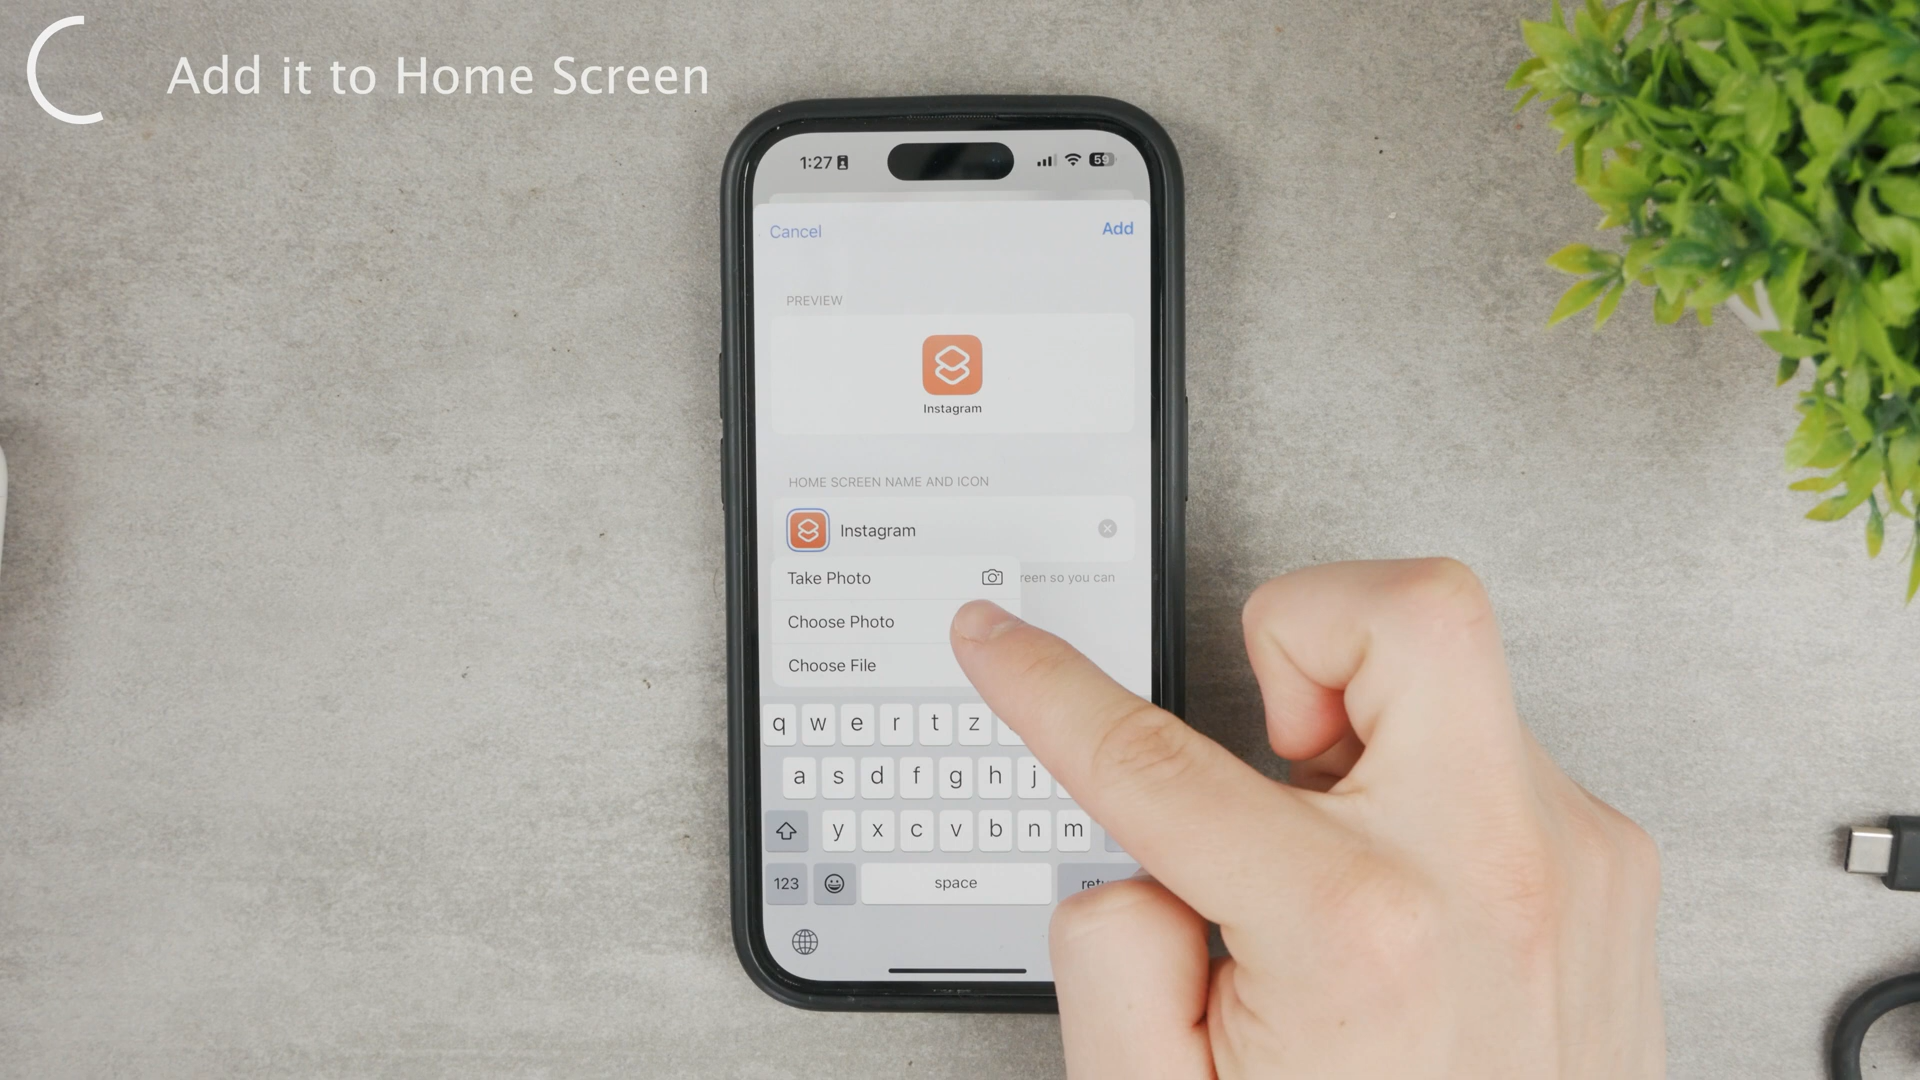 Add it to Home Screen
1:27
59
Cancel
Add
PREVIEW
Instagram
HOME SCREEN NAME AND ICON
Instagram
Take Photo
so you can
Choose Photo
Choose File
q w e r t z
a s d f g h j
y x c v b n m
123
space